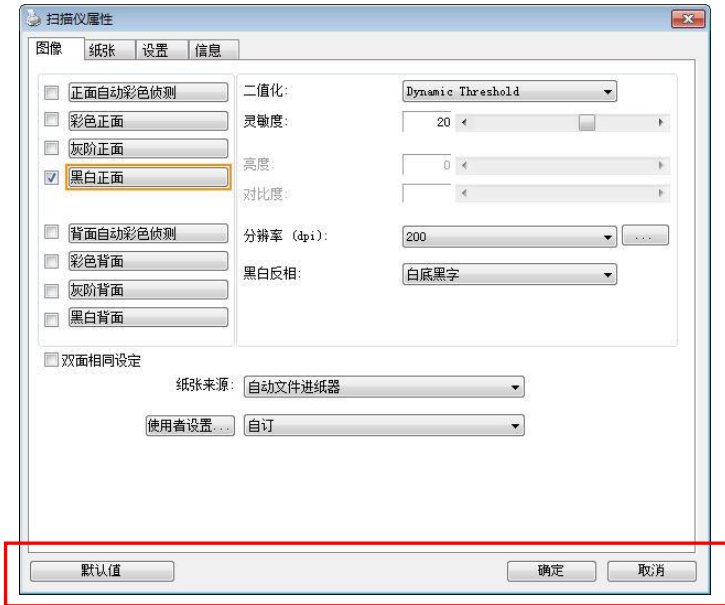 扫描仪属性
图像 纸张 设置 信息
正面自动彩色侦测
彩色正面
灰阶正面
黑白正面
背面自动彩色侦测
彩色背面
灰阶背面
黑白背面
二值化: Dynamic Threshold
灵敏度: 20
亮度: 0
对比度:
分辨率 (dpi): 200 ...
黑白反相: 白底黑字
双面相同设定
纸张来源: 自动文件进纸器
使用者设置... 自订
默认值 确定 取消